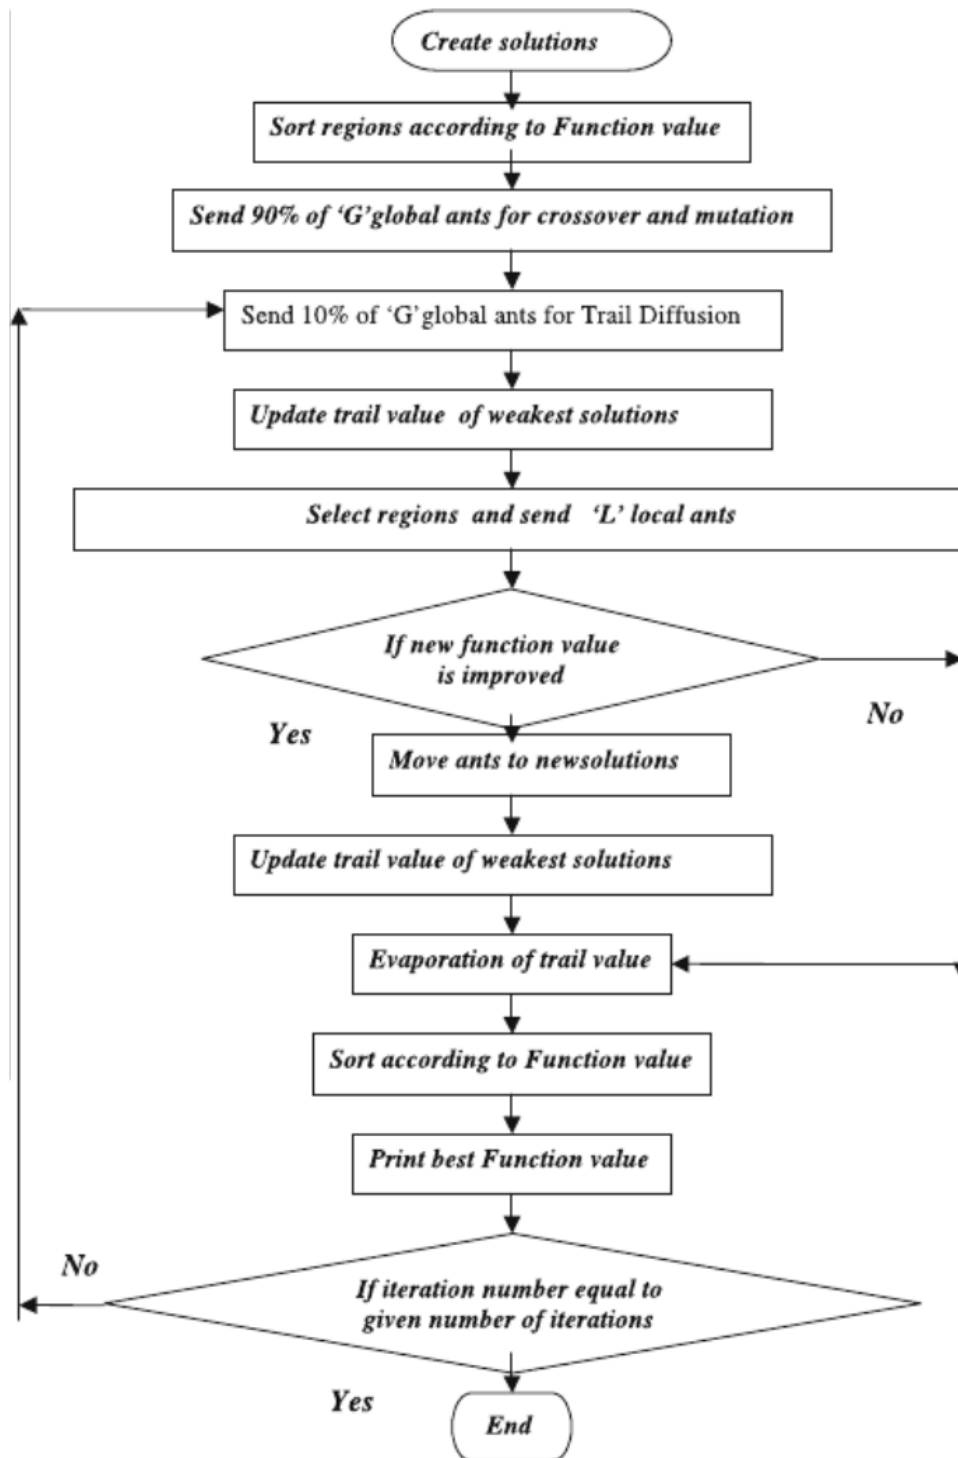 Create solutions
Sort regions according to Function value
Send 90% of ‘G’global ants for crossover and mutation
Send 10% of ‘G’global ants for Trail Diffusion
Update trail value of weakest solutions
Select regions and send ‘L’ local ants
If new function value
is improved
No
Yes
Move ants to newsolutions
Update trail value of weakest solutions
Evaporation of trail value
Sort according to Function value
Print best Function value
No
If iteration number equal to
given number of iterations
Yes
End